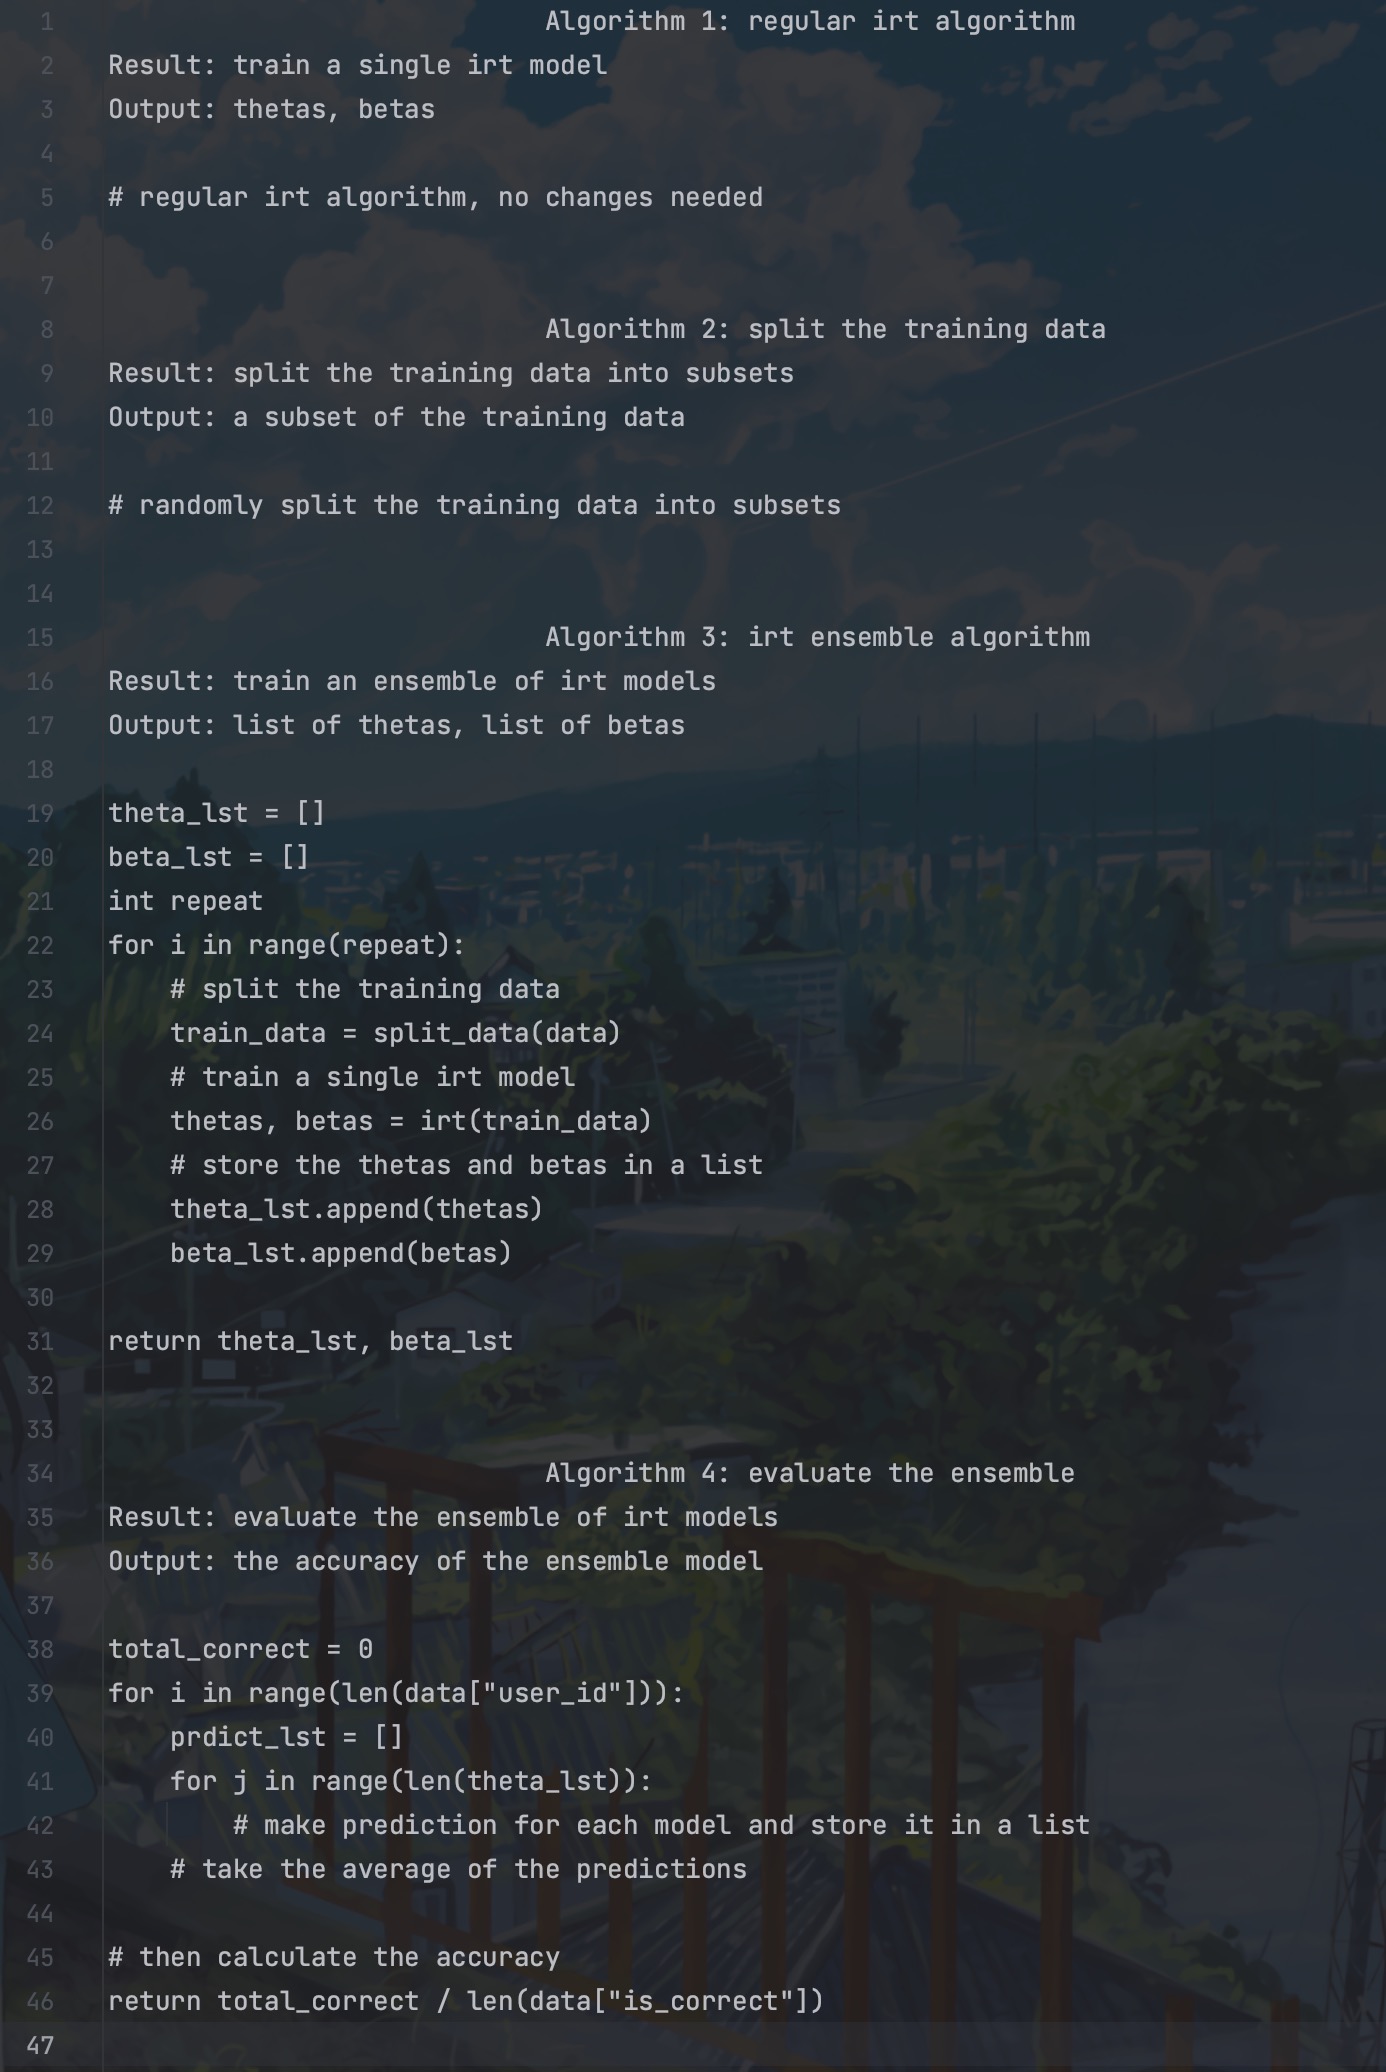 1 Algorithm 1: regular irt algorithm
2 Result: train a single irt model
3 Output: thetas, betas
4
5 # regular irt algorithm, no changes needed
6
7
8 Algorithm 2: split the training data
9 Result: split the training data into subsets
10 Output: a subset of the training data
11
12 # randomly split the training data into subsets
13
14
15 Algorithm 3: irt ensemble algorithm
16 Result: train an ensemble of irt models
17 Output: list of thetas, list of betas
18
19 theta_lst = []
20 beta_lst = []
21 int repeat
22 for i in range(repeat):
23     # split the training data
24     train_data = split_data(data)
25     # train a single irt model
26     thetas, betas = irt(train_data)
27     # store the thetas and betas in a list
28     theta_lst.append(thetas)
29     beta_lst.append(betas)
30
31 return theta_lst, beta_lst
32
33
34 Algorithm 4: evaluate the ensemble
35 Result: evaluate the ensemble of irt models
36 Output: the accuracy of the ensemble model
37
38 total_correct = 0
39 for i in range(len(data["user_id"])):
40     prdict_lst = []
41     for j in range(len(theta_lst)):
42         # make prediction for each model and store it in a list
43     # take the average of the predictions
44
45 # then calculate the accuracy
46 return total_correct / len(data["is_correct"])
47